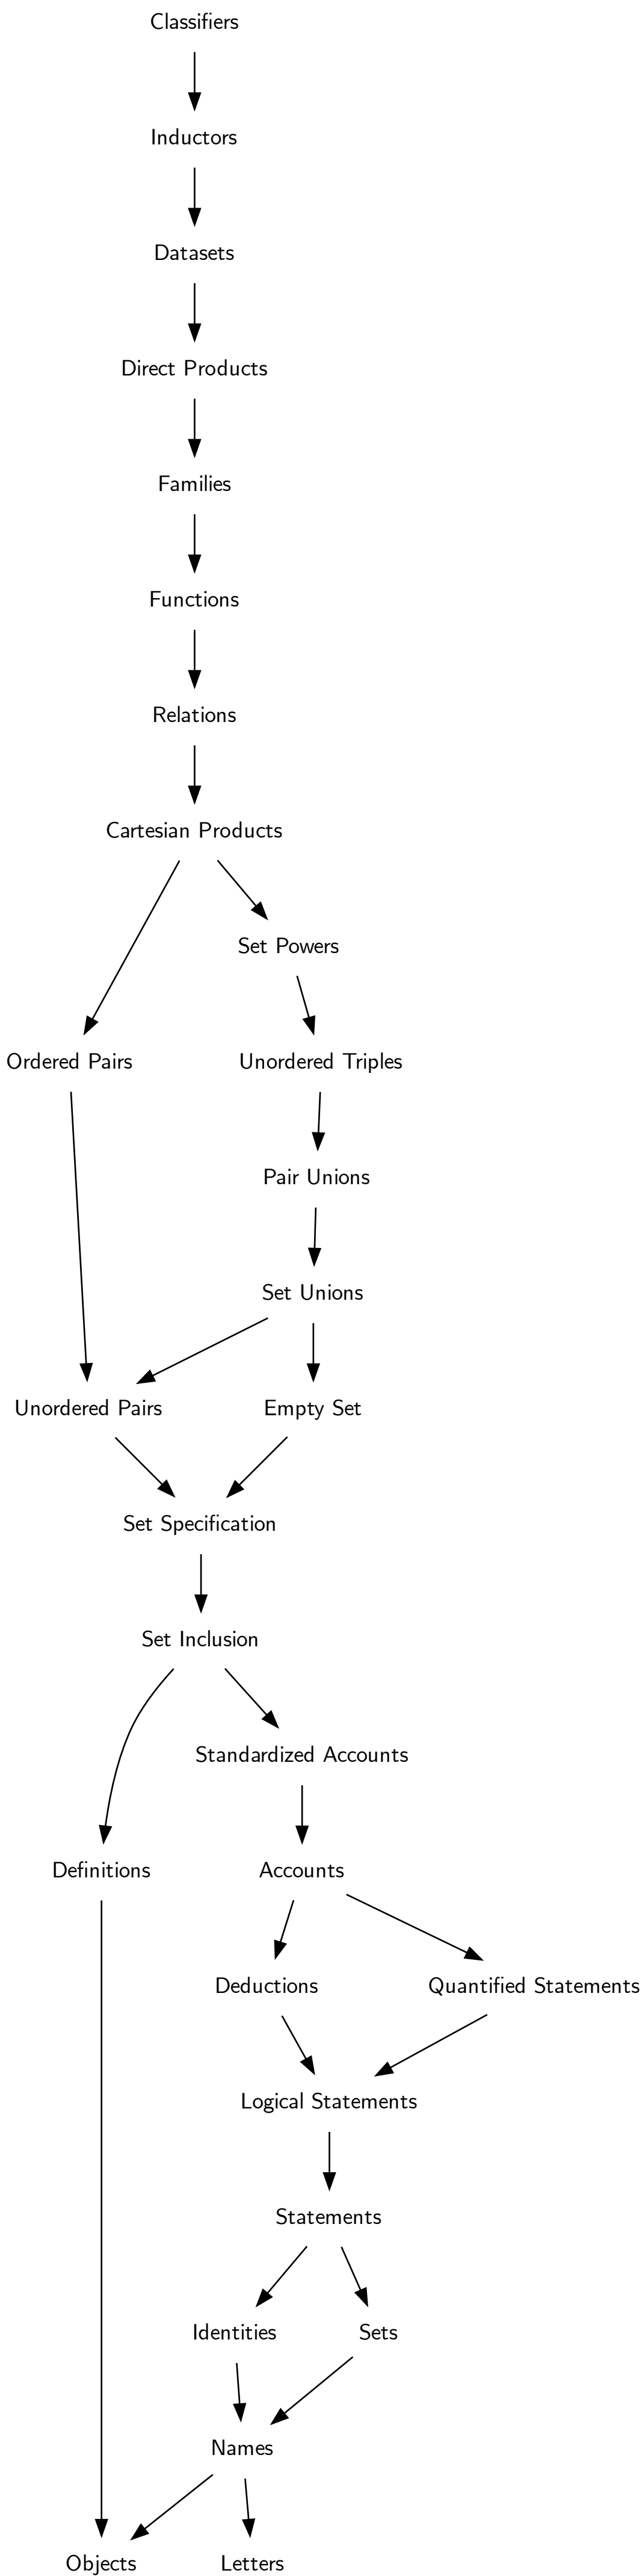 Classifiers
Inductors
Datasets
Direct Products
Families
Functions
Relations
Cartesian Products
Set Powers
Ordered Pairs
Unordered Triples
Pair Unions
Set Unions
Unordered Pairs
Empty Set
Set Specification
Set Inclusion
Standardized Accounts
Definitions
Accounts
Deductions
Quantified Statements
Logical Statements
Statements
Identities
Sets
Names
Objects
Letters